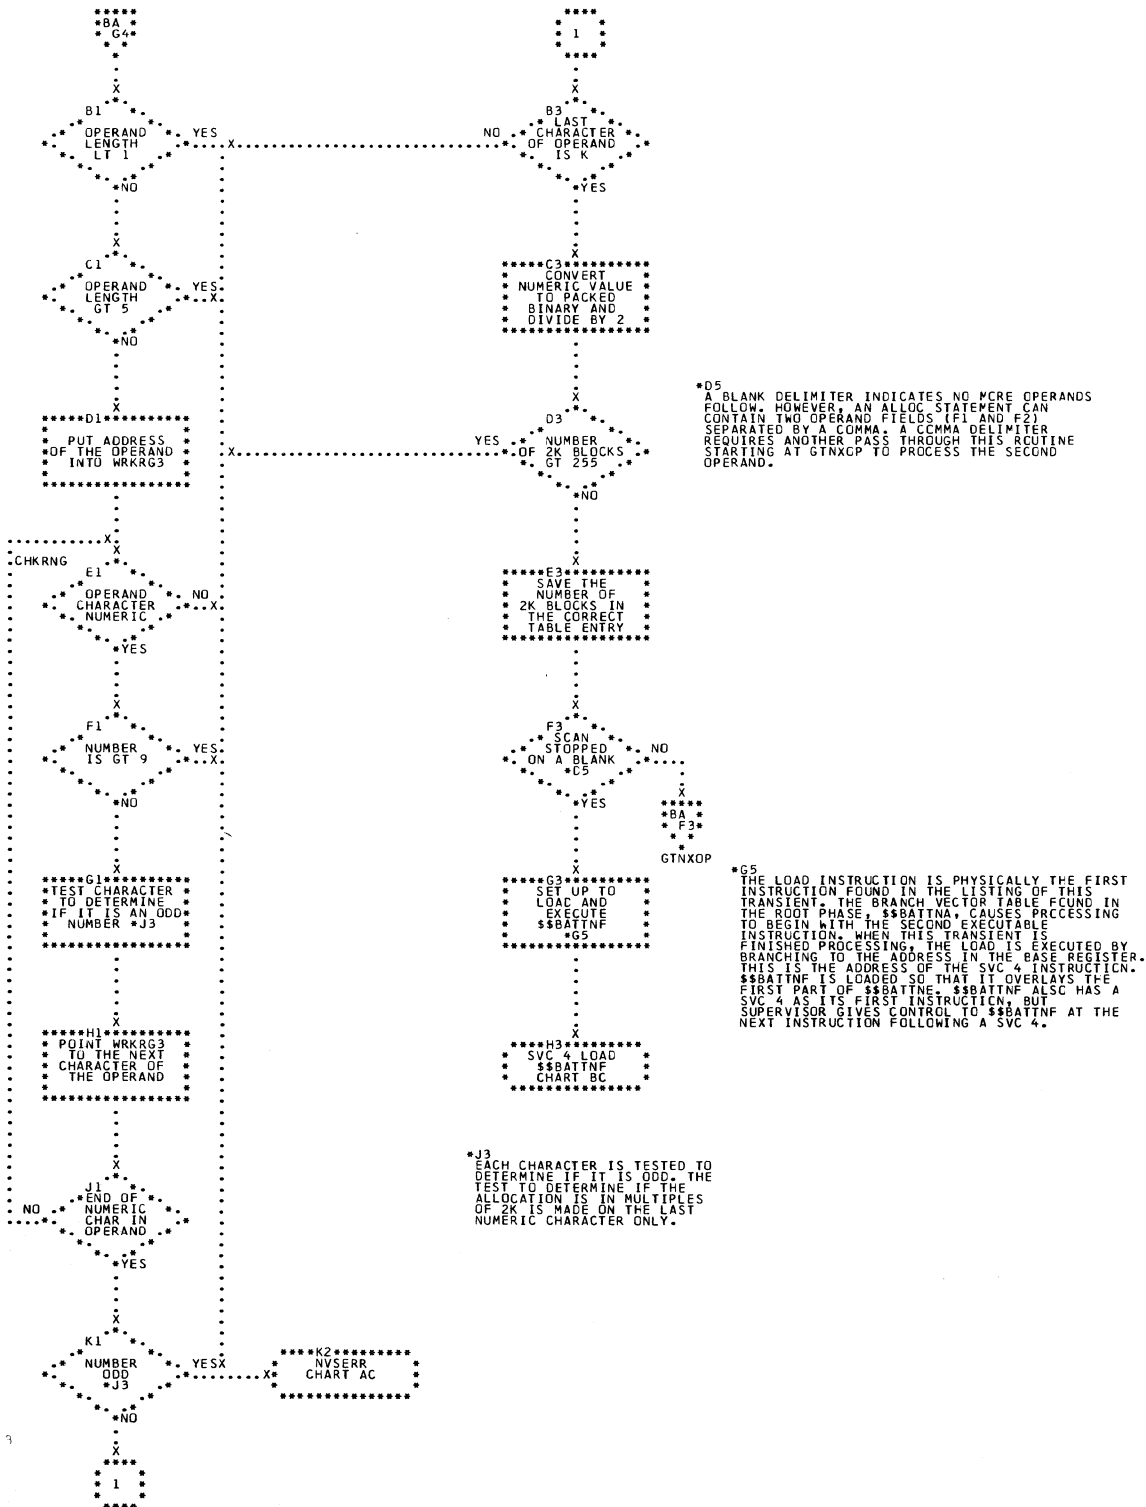 BA
G4
B1
OPERAND
LENGTH
LT 1
YES
NO
C1
OPERAND
LENGTH
GT 5
YES
NO
D1
PUT ADDRESS
OF THE OPERAND
INTO WRKRG3
CHKRNG
E1
OPERAND
CHARACTER
NUMERIC
NO
YES
F1
NUMBER
IS GT 9
YES
NO
G1
TEST CHARACTER
TO DETERMINE
IF IT IS AN ODD
NUMBER *J3
H1
POINT WRKRG3
TO THE NEXT
CHARACTER OF
THE OPERAND
J1
END OF
NUMERIC
CHAR IN
OPERAND
NO
YES
K1
NUMBER
ODD
*J3
YES
NO
1
K2
NVSERR
CHART AC
1
B3
LAST
CHARACTER
OF OPERAND
IS K
NO
YES
C3
CONVERT
NUMERIC VALUE
TO PACKED
BINARY AND
DIVIDE BY 2
D3
NUMBER
OF 2K BLOCKS
GT 255
YES
NO
E3
SAVE THE
NUMBER OF
2K BLOCKS IN
THE CORRECT
TABLE ENTRY
F3
SCAN
STOPPED
ON A BLANK
*C5
NO
YES
BA
F3
GTNXOP
G3
SET UP TO
LOAD AND
EXECUTE
$$BATTNF
*G5
H3
SVC 4 LOAD
$$BATTNF
CHART BC
*J3
EACH CHARACTER IS TESTED TO
DETERMINE IF IT IS ODD. THE
TEST TO DETERMINE IF THE
ALLOCATION IS IN MULTIPLES
OF 2K IS MADE ON THE LAST
NUMERIC CHARACTER ONLY.
*D5
A BLANK DELIMITER INDICATES NO MCRE OPERANDS
FOLLOW. HOWEVER, AN ALLOC STATEMENT CAN
CONTAIN TWO OPERAND FIELDS (F1 AND F2)
SEPARATED BY A COMMA. A CCMMA DELIMITER
REQUIRES ANOTHER PASS THROUGH THIS RCUTINE
STARTING AT GTNXCP TO PROCESS THE SECOND
OPERAND.
*G5
THE LOAD INSTRUCTION IS PHYSICALLY THE FIRST
INSTRUCTION FOUND IN THE LISTING OF THIS
TRANSIENT. THE BRANCH VECTOR TABLE FCUND IN
THE ROOT PHASE, $$BATTNA, CAUSES PRCCESSING
TO BEGIN WITH THE SECOND EXECUTABLE
INSTRUCTION. WHEN THIS TRANSIENT IS
FINISHED PROCESSING, THE LOAD IS EXECUTED BY
BRANCHING TO THE ADDRESS IN THE BASE REGISTER.
THIS IS THE ADDRESS OF THE SVC 4 INSTRUCTICN.
$$BATTNF IS LOADED SO THAT IT OVERLAYS THE
FIRST PART OF $$BATTNE. $$BATTNF ALSC HAS A
SVC 4 AS ITS FIRST INSTRUCTICN, BUT
SUPERVISOR GIVES CONTROL TO $$BATTNF AT THE
NEXT INSTRUCTION FOLLOWING A SVC 4.